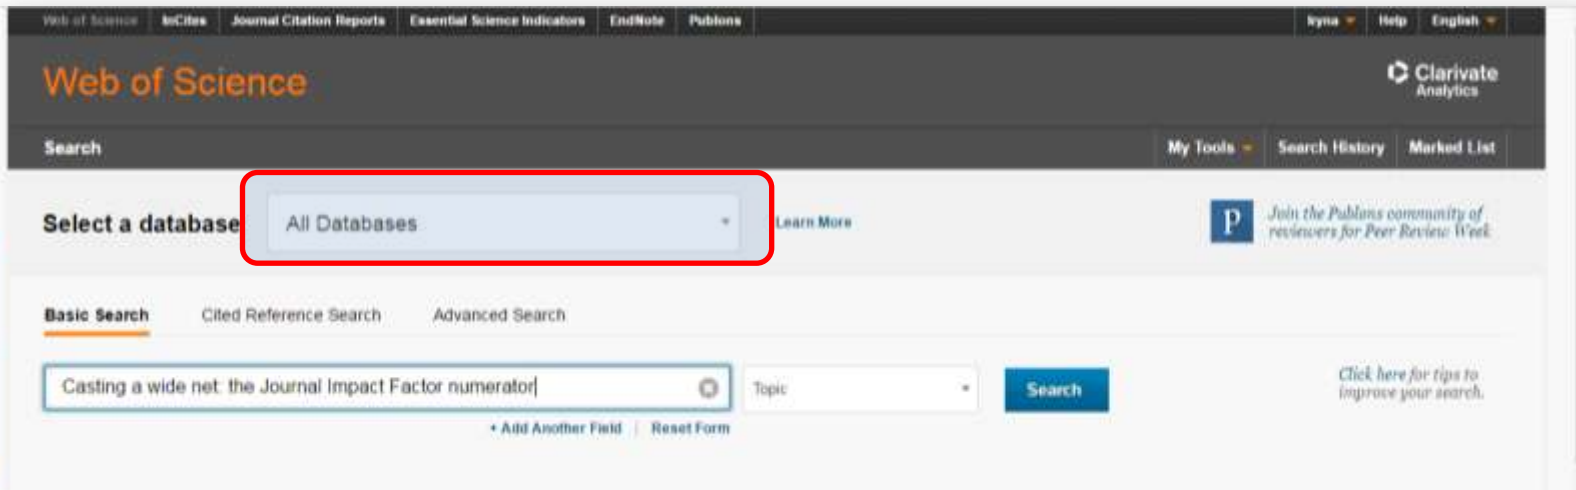 Web of Science InCites Journal Citation Reports Essential Science Indicators EndNote Publons Iryna Help English
Web of Science
Clarivate
Analytics
Search My Tools Search History Marked List
Select a database All Databases Learn More
P
Join the Publons community of
reviewers for Peer Review Week
Basic Search Cited Reference Search Advanced Search
Casting a wide net: the Journal Impact Factor numerator Topic Search
Click here for tips to
improve your search.
+ Add Another Field | Reset Form